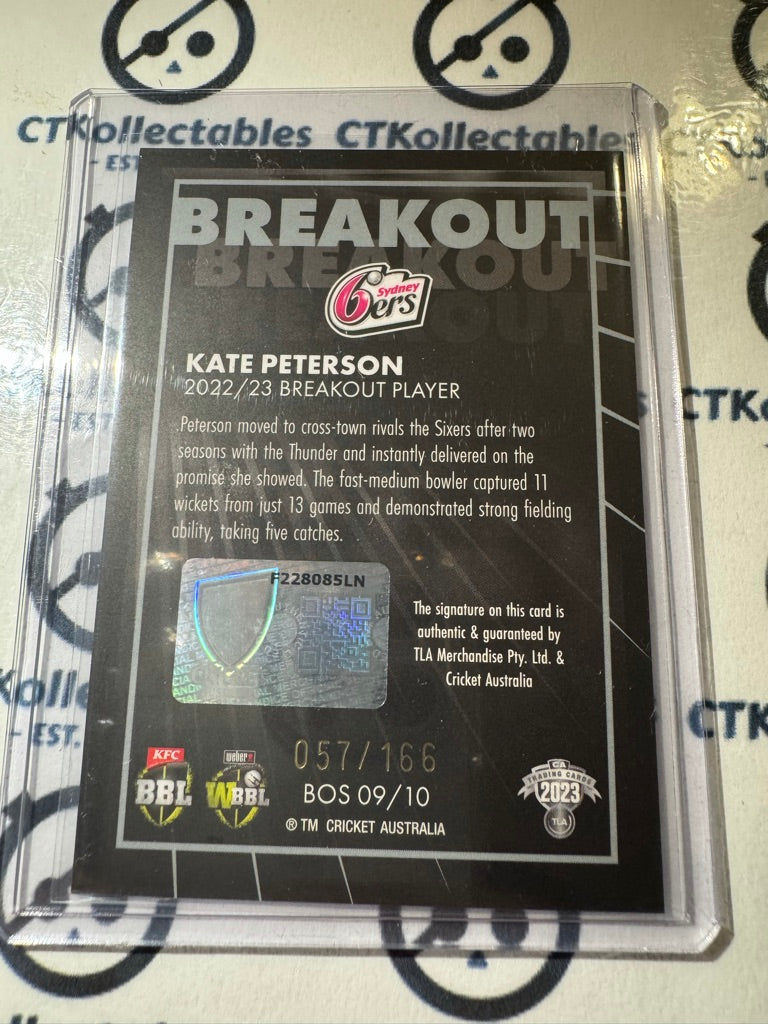 CTKollectables CTKollectables
- EST
BREAKOUT
BREAKOUT
Sydney
6ers
KATE PETERSON
2022/23 BREAKOUT PLAYER
Peterson moved to cross-town rivals the Sixers after two
seasons with the Thunder and instantly delivered on the
promise she showed. The fast-medium bowler captured 11
wickets from just 13 games and demonstrated strong fielding
ability, taking five catches.
F228085LN
The signature on this card is
authentic & guaranteed by
TLA Merchandise Pty. Ltd. &
Cricket Australia
057/166
KFC
BBL
weber
WBBL
BOS 09/10
® TM CRICKET AUSTRALIA
CA
TRADING CARDS
2023
TLA
- EST.